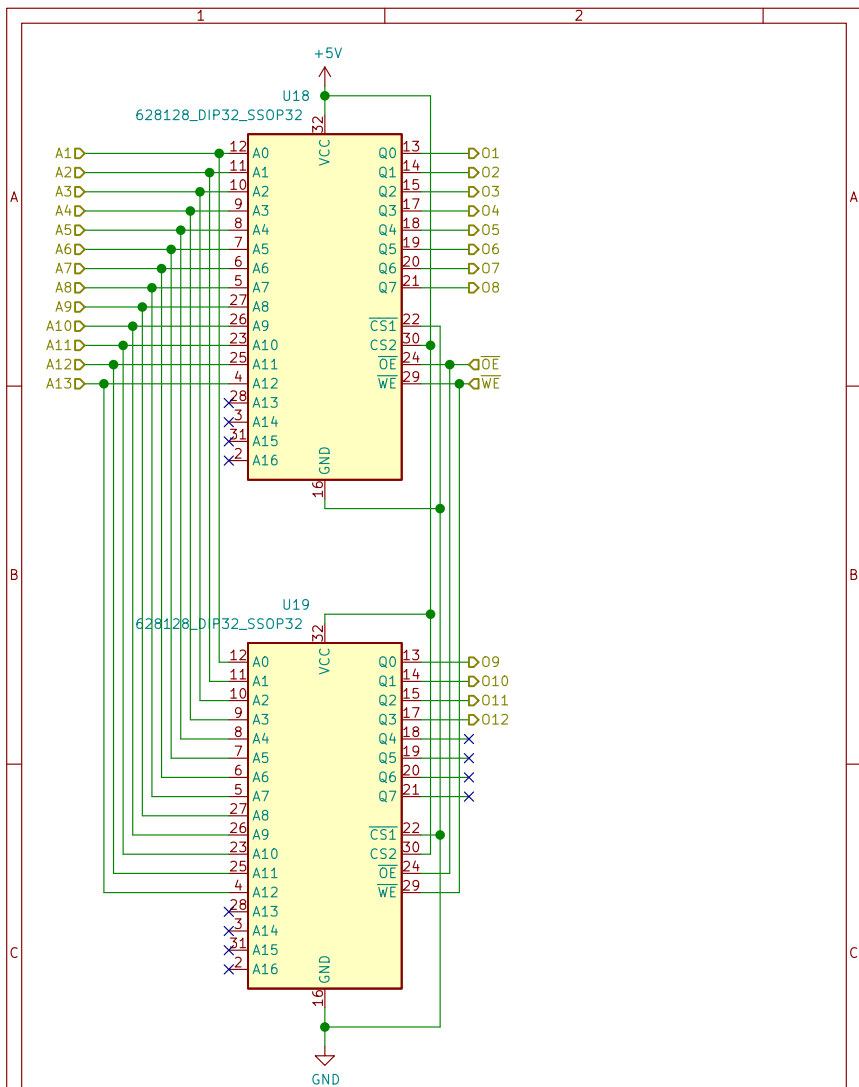 1 2
+5V
U18
628128_DIP32_SSOP32
32
VCC
A1 12 A0 Q0 13 O1
A2 11 A1 Q1 14 O2
A3 10 A2 Q2 15 O3
A A4 9 A3 Q3 17 O4 A
A5 8 A4 Q4 18 O5
A6 7 A5 Q5 19 O6
A7 6 A6 Q6 20 O7
A8 5 A7 Q7 21 O8
A9 27 A8
A10 26 A9 CS1 22
A11 23 A10 CS2 30
A12 25 A11 OE 24 OE
A13 4 A12 WE 29 WE
28 A13
3 A14
31 A15
2 A16
GND
16
B B
U19
628128_DIP32_SSOP32
32
VCC
12 A0 Q0 13 O9
11 A1 Q1 14 O10
10 A2 Q2 15 O11
9 A3 Q3 17 O12
8 A4 Q4 18
7 A5 Q5 19
6 A6 Q6 20
5 A7 Q7 21
27 A8
26 A9 CS1 22
23 A10 CS2 30
25 A11 OE 24
4 A12 WE 29
28 A13
3 A14
C 31 A15 C
2 A16
GND
16
GND